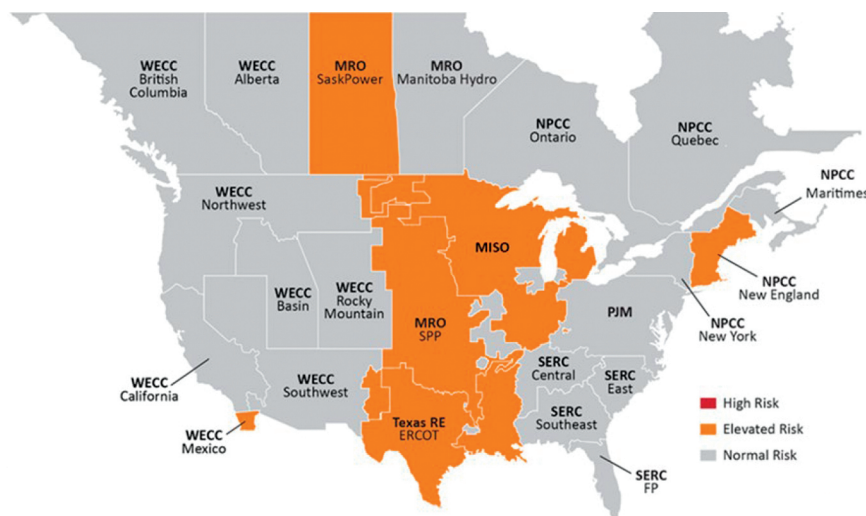 WECC
British
Columbia
WECC
Alberta
MRO
SaskPower
MRO
Manitoba Hydro
NPCC
Ontario
NPCC
Quebec
NPCC
Maritimes
WECC
Northwest
MISO
NPCC
New England
WECC
Basin
WECC
Rocky
Mountain
MRO
SPP
PJM
NPCC
New York
WECC
California
WECC
Southwest
SERC
Central
SERC
East
WECC
Mexico
Texas RE
ERCOT
SERC
Southeast
SERC
FP
High Risk
Elevated Risk
Normal Risk